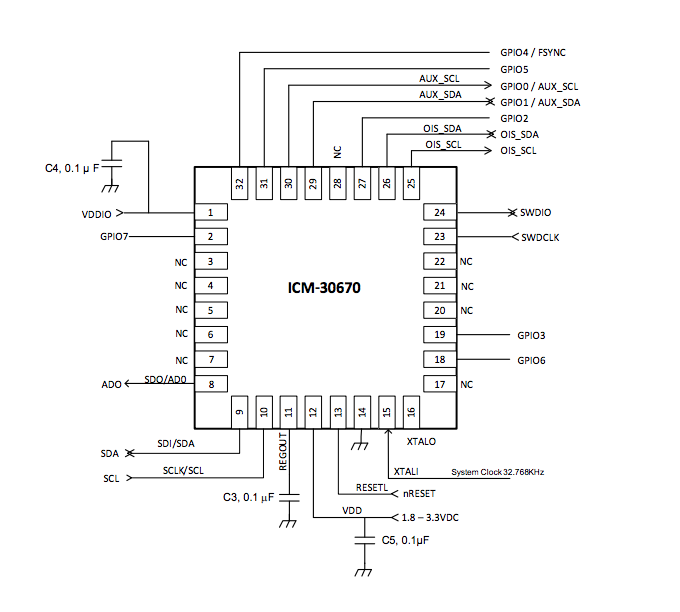 GPIO4 / FSYNC
GPIO5
AUX_SCL
GPIO0 / AUX_SCL
AUX_SDA
GPIO1 / AUX_SDA
GPIO2
OIS_SDA
OIS_SDA
NC
OIS_SCL
OIS_SCL
C4, 0.1 µ F
32 31 30 29 28 27 26 25
VDDIO 1 24 SWDIO
GPIO7 2 23 SWDCLK
NC 3 22 NC
NC 4 ICM-30670 21 NC
NC 5 20 NC
NC 6 19 GPIO3
NC 7 18 GPIO6
ADO SDO/AD0 8 17 NC
9 10 11 12 13 14 15 16
SDI/SDA
XTALO
SDA
REGOUT
SCLK/SCL
XTALI
System Clock 32.768KHz
SCL
C3, 0.1 µF
RESETL
nRESET
VDD
1.8 – 3.3VDC
C5, 0.1µF